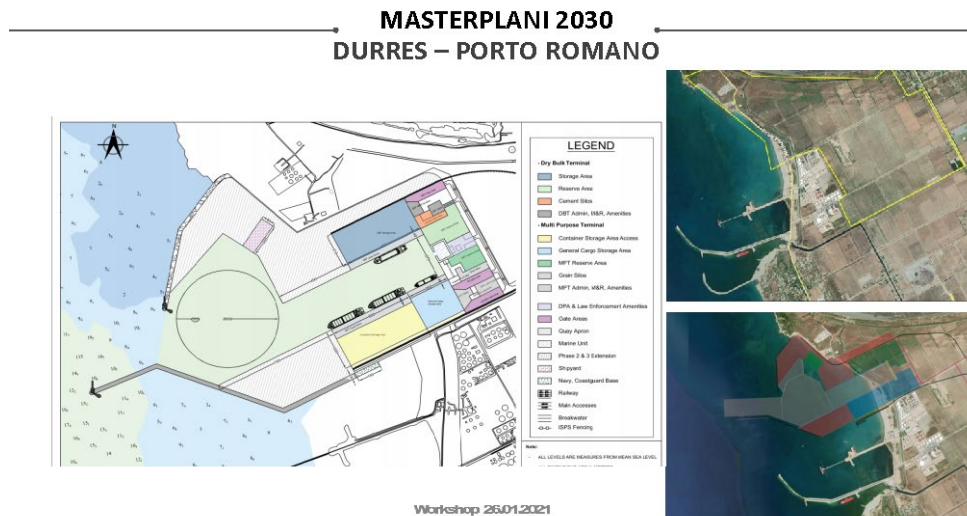 MASTERPLANI 2030
DURRES – PORTO ROMANO
N
LEGEND
- Dry Bulk Terminal
Storage Area
Reserve Area
Cement Silos
DBT Admin, M&R, Amenities
- Multi Purpose Terminal
Container Storage Area Access
General Cargo Storage Area
MPT Reserve Area
Grain Silos
MPT Admin, M&R, Amenities
DPA & Law Enforcement Amenities
Gate Areas
Quay Apron
Marine Unit
Phase 2 & 3 Extension
Shipyard
Navy, Coastguard Base
Railway
Main Accesses
Breakwater
ISPS Fencing
Note:
- ALL LEVELS ARE MEASURES FROM MEAN SEA LEVEL
Workshop 26.01.2021